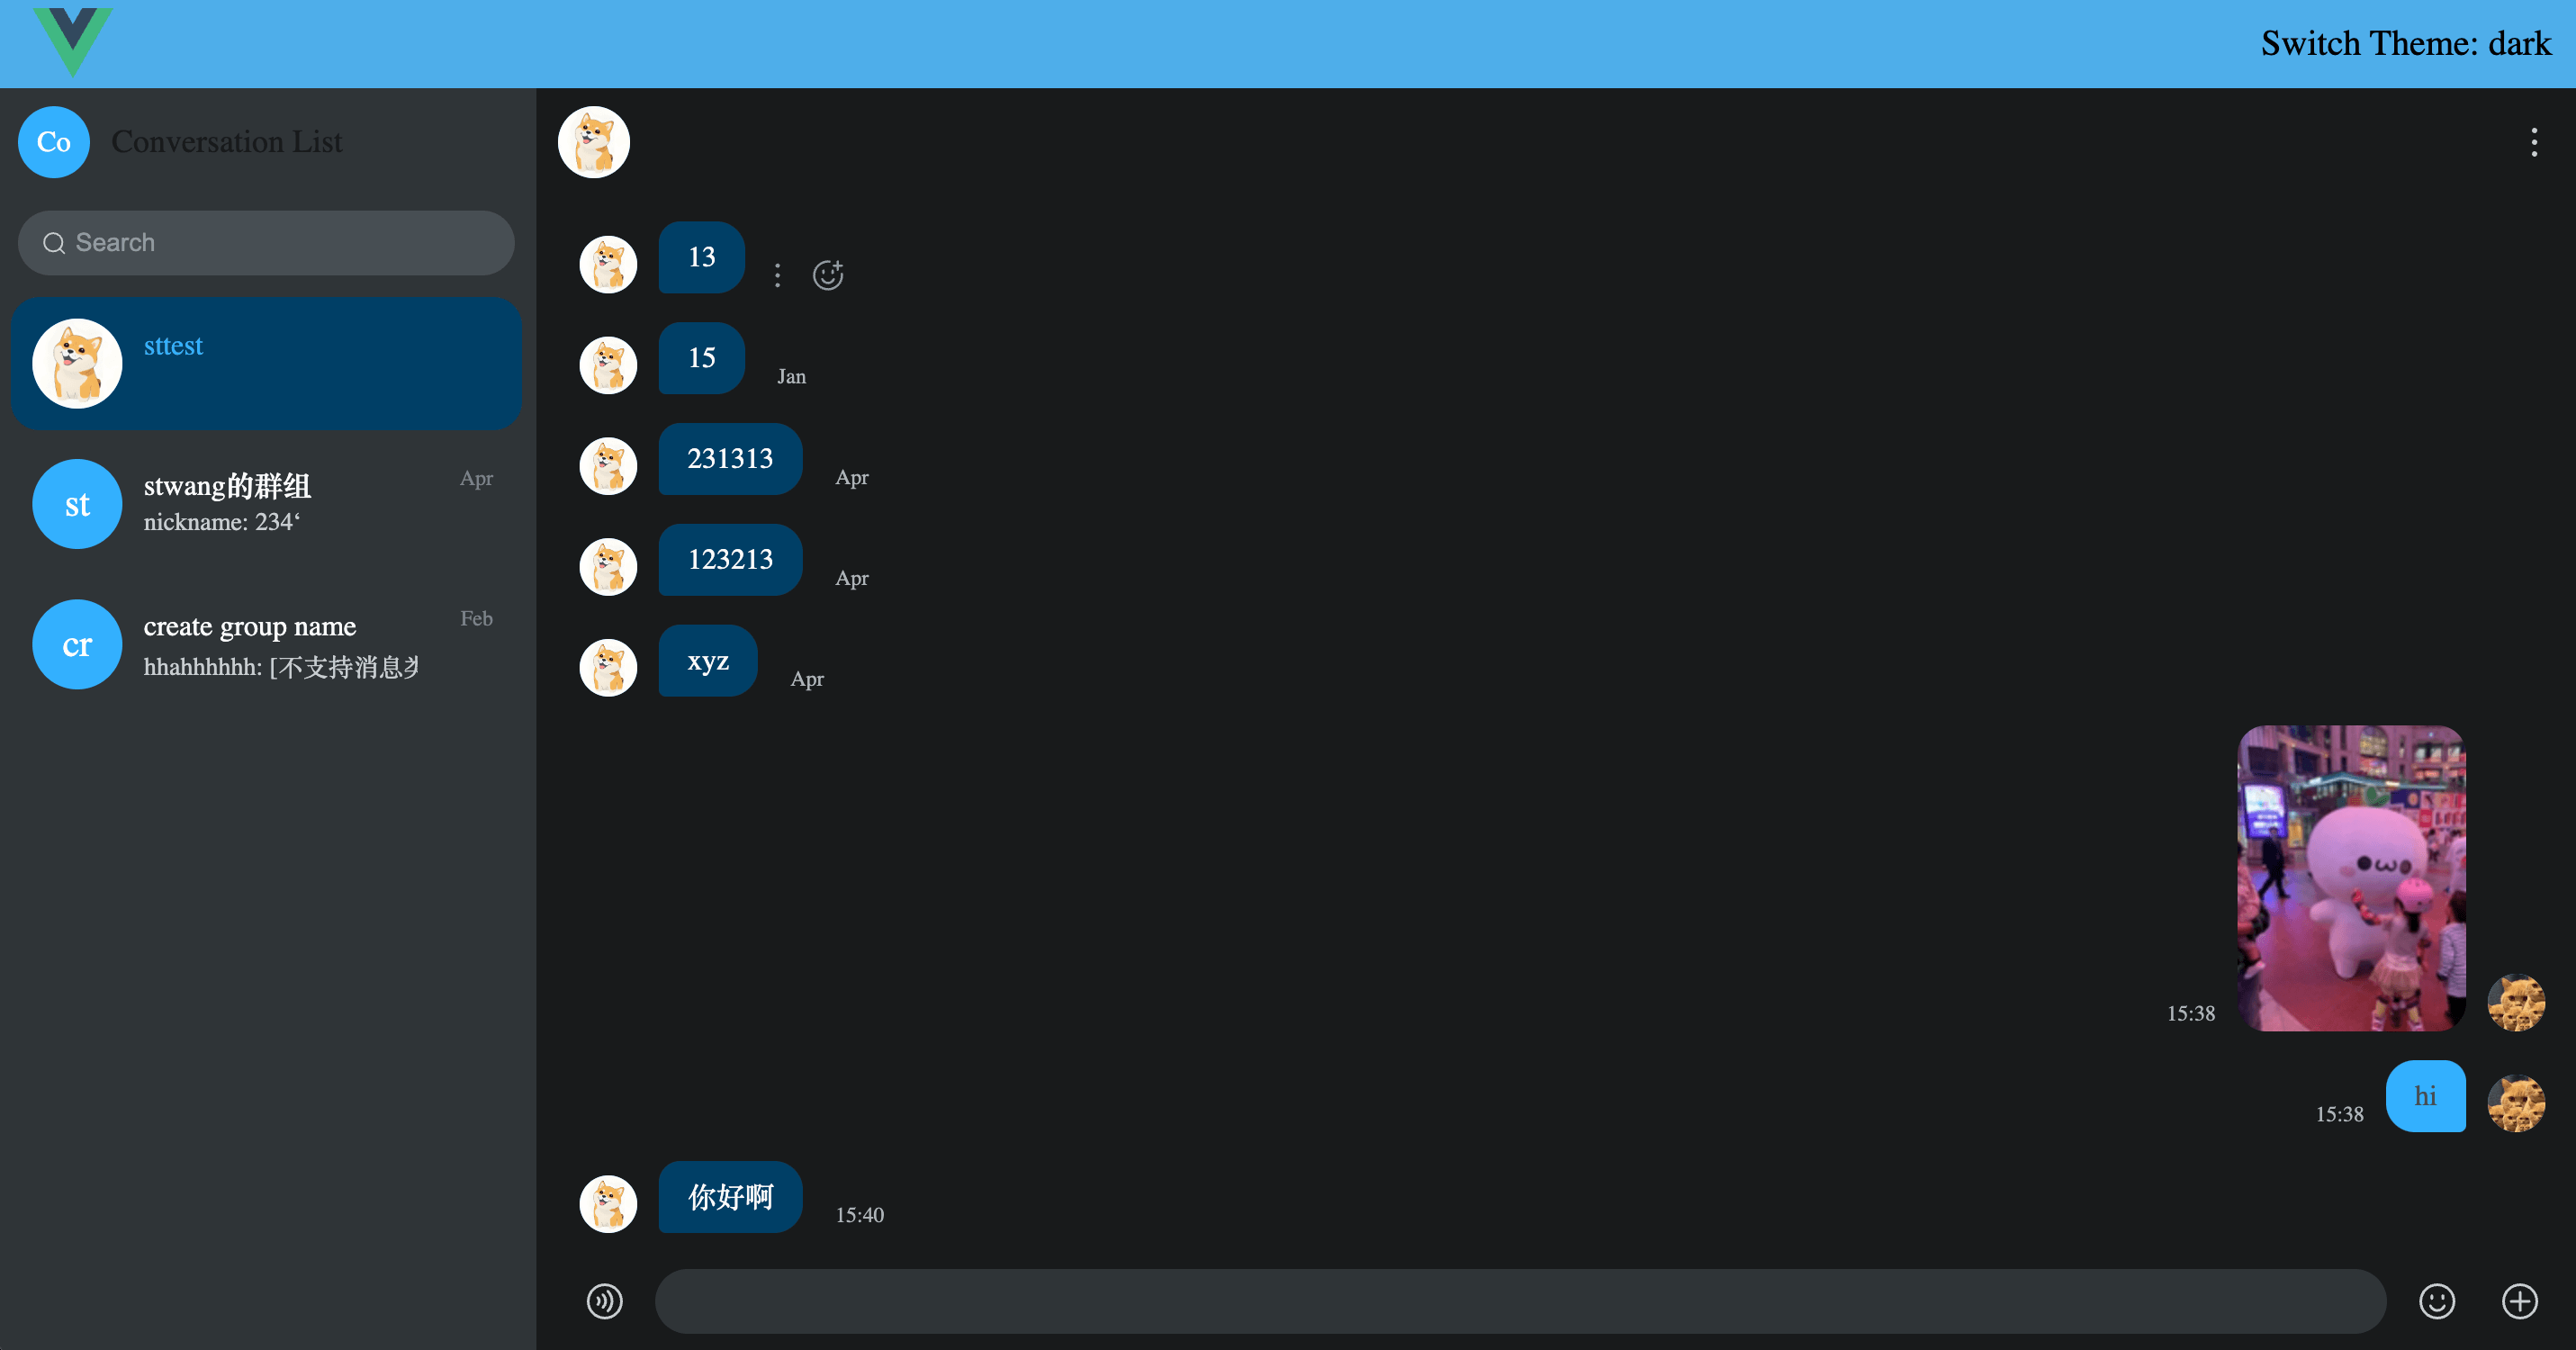 Switch Theme: dark
Co
Conversation List
Search
sttest
st
stwang的群组
Apr
nickname: 234‘
cr
create group name
Feb
hhahhhhhh: [不支持消息
13
15
Jan
231313
Apr
123213
Apr
xyz
Apr
15:38
hi
15:38
你好啊
15:40